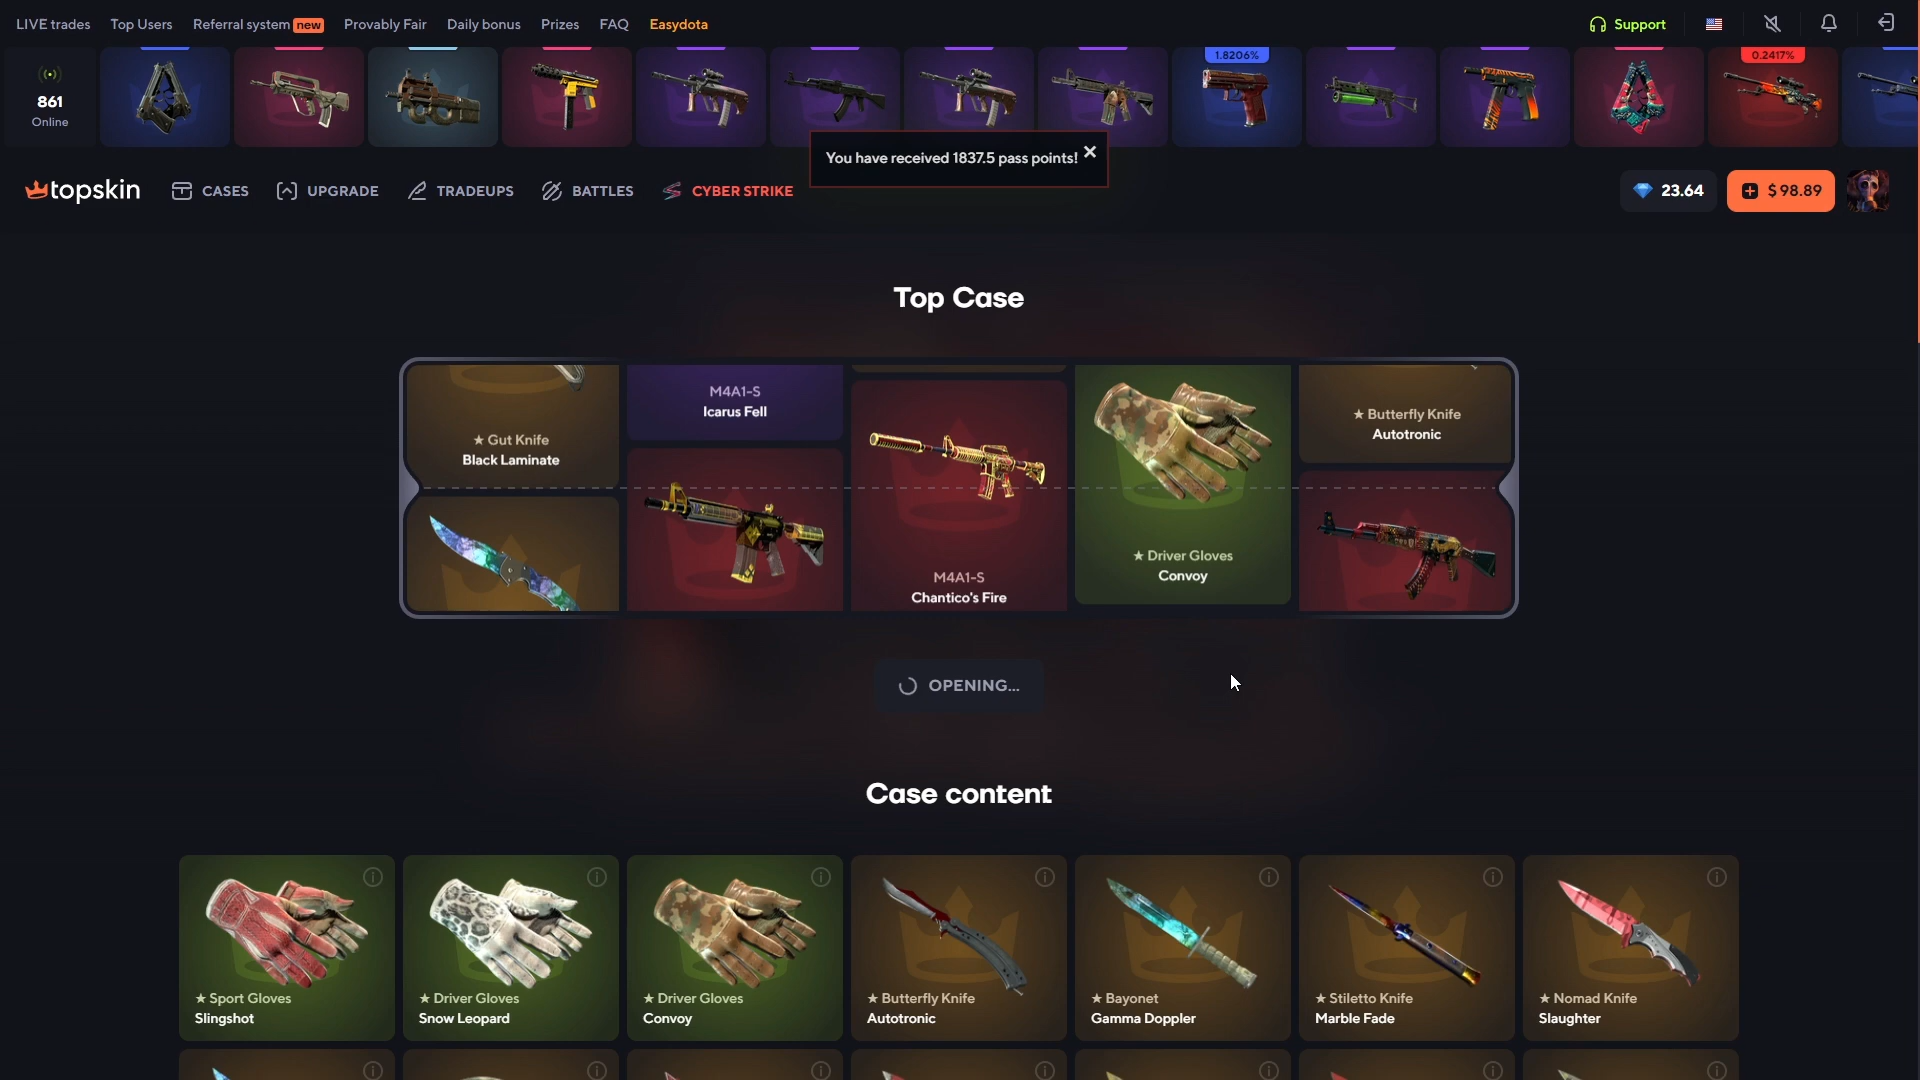 LIVE trades
Top Users
Referral system new
Provably Fair
Daily bonus
Prizes
FAQ
Easydota
Support
861
Online
1.8206%
0.2417%
You have received 1837.5 pass points!
topskin
CASES
UPGRADE
TRADEUPS
BATTLES
CYBER STRIKE
23.64
$ 98.89
Top Case
★ Gut Knife
Black Laminate
M4A1-S
Icarus Fell
M4A1-S
Chantico's Fire
★ Driver Gloves
Convoy
★ Butterfly Knife
Autotronic
OPENING...
Case content
★ Sport Gloves
Slingshot
★ Driver Gloves
Snow Leopard
★ Driver Gloves
Convoy
★ Butterfly Knife
Autotronic
★ Bayonet
Gamma Doppler
★ Stiletto Knife
Marble Fade
★ Nomad Knife
Slaughter